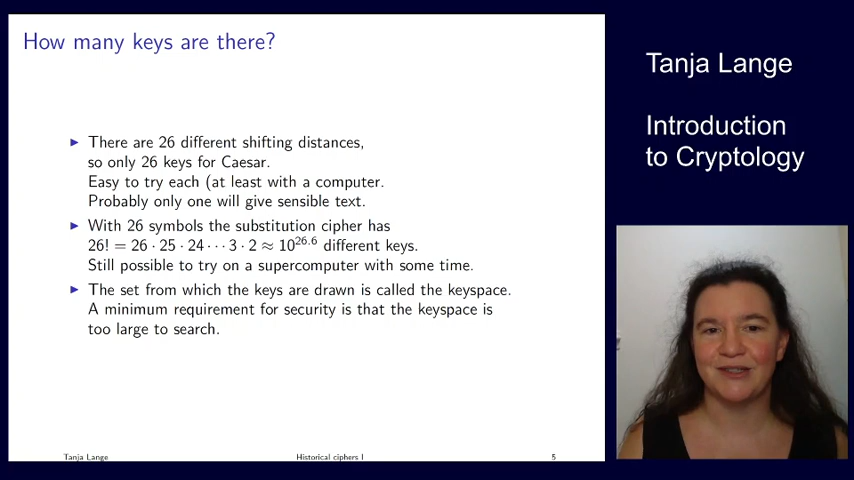 How many keys are there?
▶ There are 26 different shifting distances,
so only 26 keys for Caesar.
Easy to try each (at least with a computer.
Probably only one will give sensible text.
▶ With 26 symbols the substitution cipher has
26! = 26 · 25 · 24 · · · 3 · 2 ≈ 10^26.6 different keys.
Still possible to try on a supercomputer with some time.
▶ The set from which the keys are drawn is called the keyspace.
A minimum requirement for security is that the keyspace is
too large to search.
Tanja Lange Historical ciphers I 5
Tanja Lange
Introduction
to Cryptology